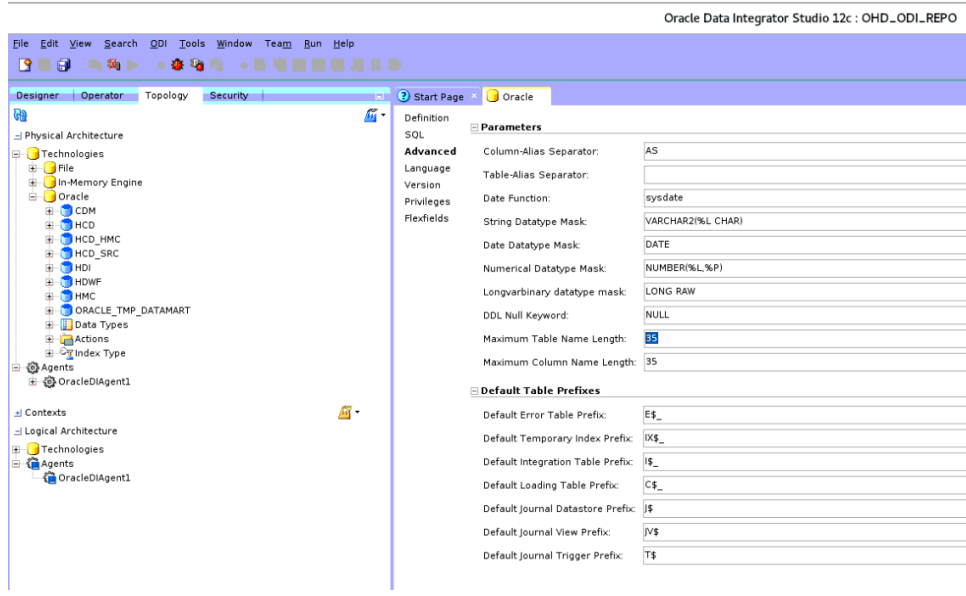 Oracle Data Integrator Studio 12c : OHD_ODI_REPO
File Edit View Search ODI Tools Window Team Run Help
Designer Operator Topology Security
Physical Architecture
Technologies
File
In-Memory Engine
Oracle
CDM
HCD
HCD_HMC
HCD_SRC
HDI
HDWF
HMC
ORACLE_TMP_DATAMART
Data Types
Actions
Index Type
Agents
OracleDIAgent1
Contexts
Logical Architecture
Technologies
Agents
OracleDIAgent1
Start Page Oracle
Definition
SQL
Advanced
Language
Version
Privileges
Flexfields
Parameters
Column-Alias Separator: AS
Table-Alias Separator:
Date Function: sysdate
String Datatype Mask: VARCHAR2(%L CHAR)
Date Datatype Mask: DATE
Numerical Datatype Mask: NUMBER(%L,%P)
Longvarbinary datatype mask: LONG RAW
DDL Null Keyword: NULL
Maximum Table Name Length: 35
Maximum Column Name Length: 35
Default Table Prefixes
Default Error Table Prefix: E$_
Default Temporary Index Prefix: IX$_
Default Integration Table Prefix: I$_
Default Loading Table Prefix: C$_
Default Journal Datastore Prefix: J$
Default Journal View Prefix: JV$
Default Journal Trigger Prefix: T$